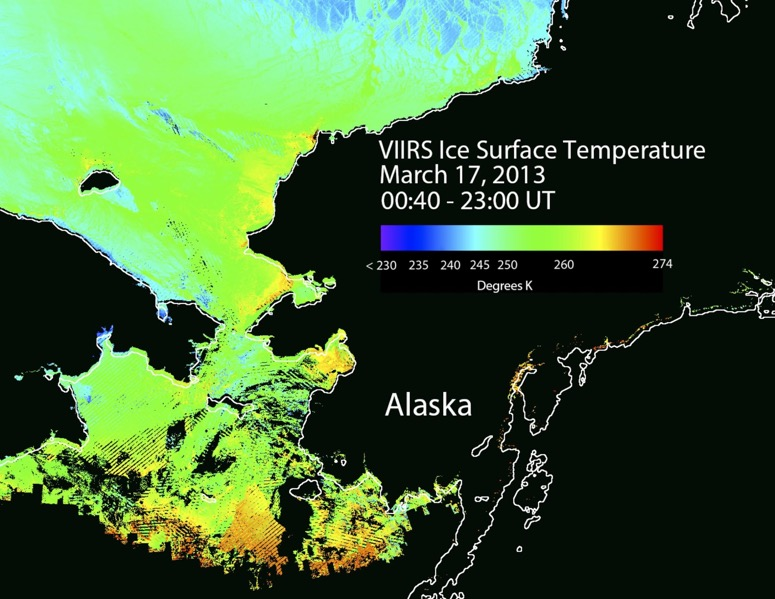 VIIRS Ice Surface Temperature
March 17, 2013
00:40 - 23:00 UT
< 230 235 240 245 250 260 274
Degrees K
Alaska